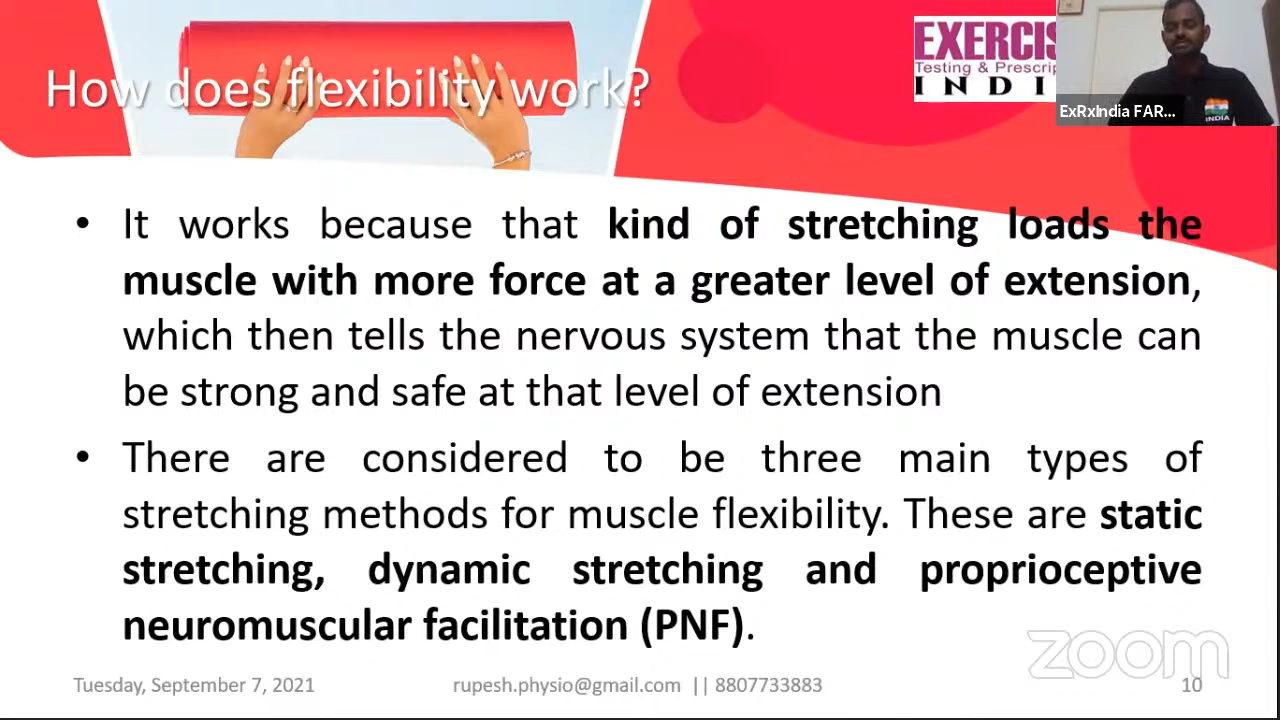 How does flexibility work?
EXERCIS
Testing & Prescrip
INDI
INDIA
ExRxIndia FAR...
• It works because that kind of stretching loads the
muscle with more force at a greater level of extension,
which then tells the nervous system that the muscle can
be strong and safe at that level of extension
• There are considered to be three main types of
stretching methods for muscle flexibility. These are static
stretching, dynamic stretching and proprioceptive
neuromuscular facilitation (PNF).
zoom
Tuesday, September 7, 2021 rupesh.physio@gmail.com || 8807733883 10